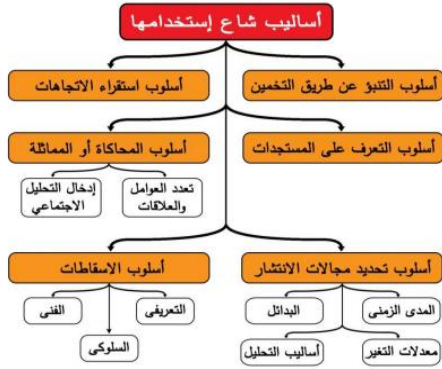 أساليب شاع إستخدامها
أسلوب التنبؤ عن طريق التخمين
أسلوب استقراء الاتجاهات
أسلوب التعرف على المستجدات
أسلوب المحاكاة أو المماثلة
تعدد العوامل
والعلاقات
إدخال التحليل
الاجتماعي
أسلوب تحديد مجالات الانتشار
أسلوب الاسقاطات
المدى الزمنى
البدائل
التعريفى
الفنى
معدلات التغير
أساليب التحليل
السلوكى